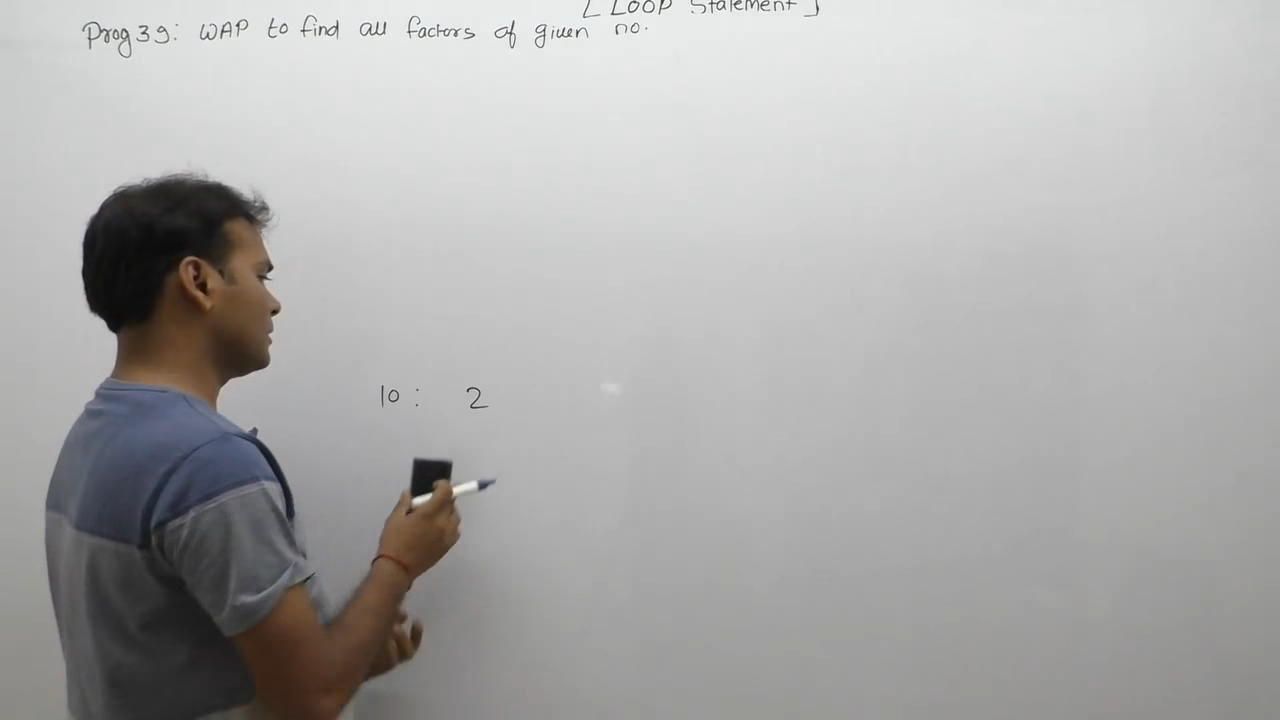 [ LOOP Statement ]
Prog 39: WAP to find all factors of given no.
10 : 2